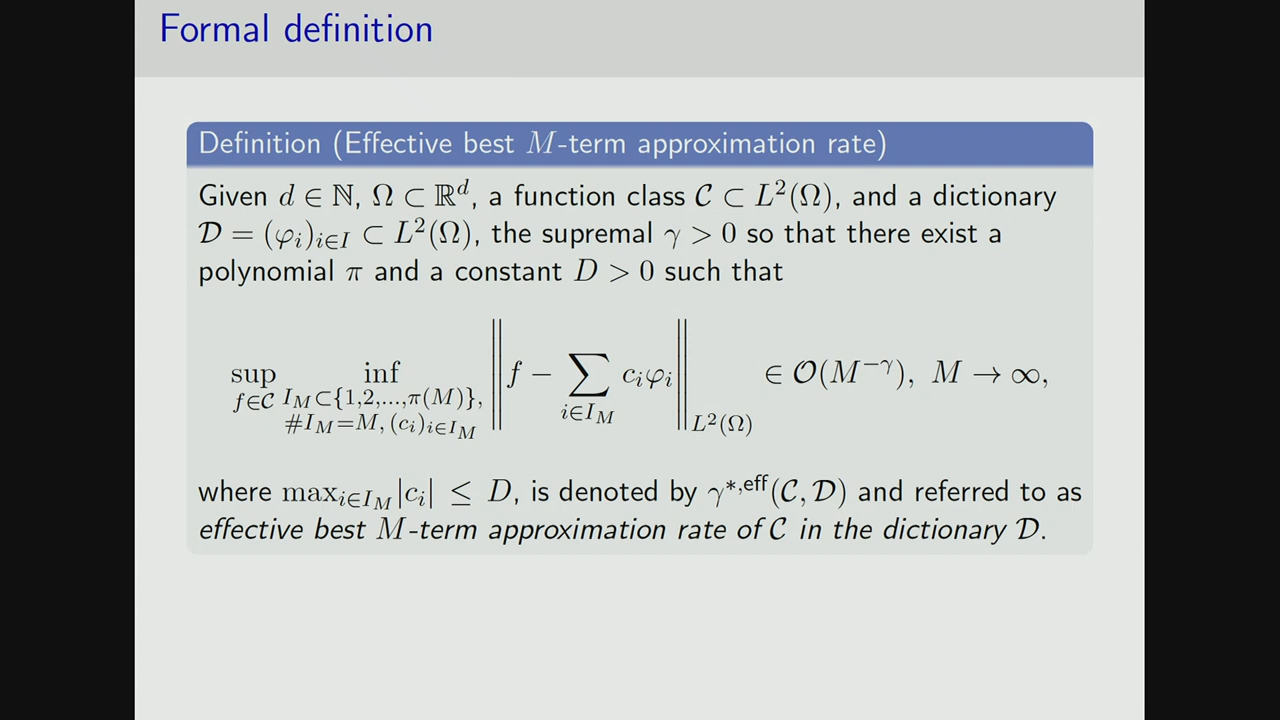 Formal definition
Definition (Effective best M-term approximation rate)
Given d ∈ ℕ, Ω ⊂ ℝ^d, a function class 𝒞 ⊂ L²(Ω), and a dictionary
𝒟 = (φ_i)_{i∈I} ⊂ L²(Ω), the supremal γ > 0 so that there exist a
polynomial π and a constant D > 0 such that
sup_{f∈𝒞} inf_{I_M⊂{1,2,...,π(M)}, #I_M=M, (c_i)_{i∈I_M}} ‖f − ∑_{i∈I_M} c_i φ_i‖_{L²(Ω)} ∈ 𝒪(M^{−γ}), M → ∞,
where max_{i∈I_M} |c_i| ≤ D, is denoted by γ^{*,eff}(𝒞, 𝒟) and referred to as
effective best M-term approximation rate of 𝒞 in the dictionary 𝒟.